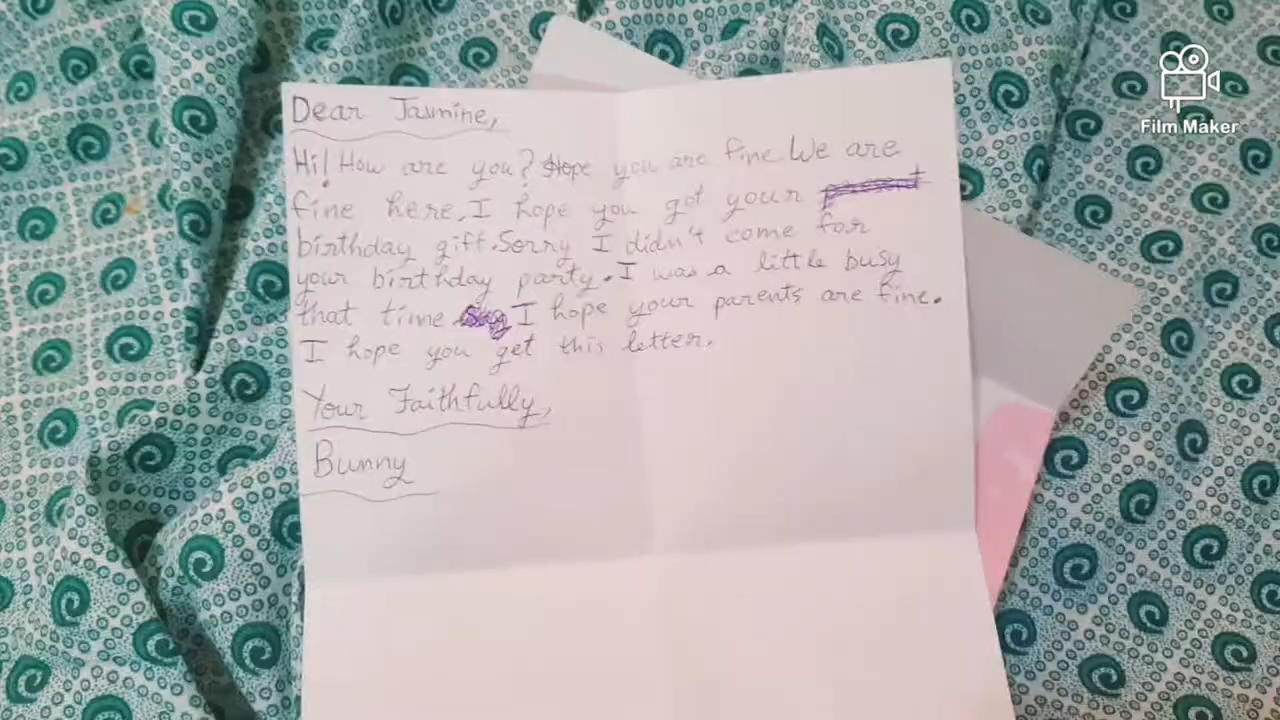 Dear Jasmine,
Hi! How are you? Hope you are fine. We are
fine here. I hope you got your
birthday gift. Sorry I didn't come for
your birthday party. I was a little busy
that time. I hope your parents are fine.
I hope you get this letter.
Your Faithfully,
Bunny
Film Maker